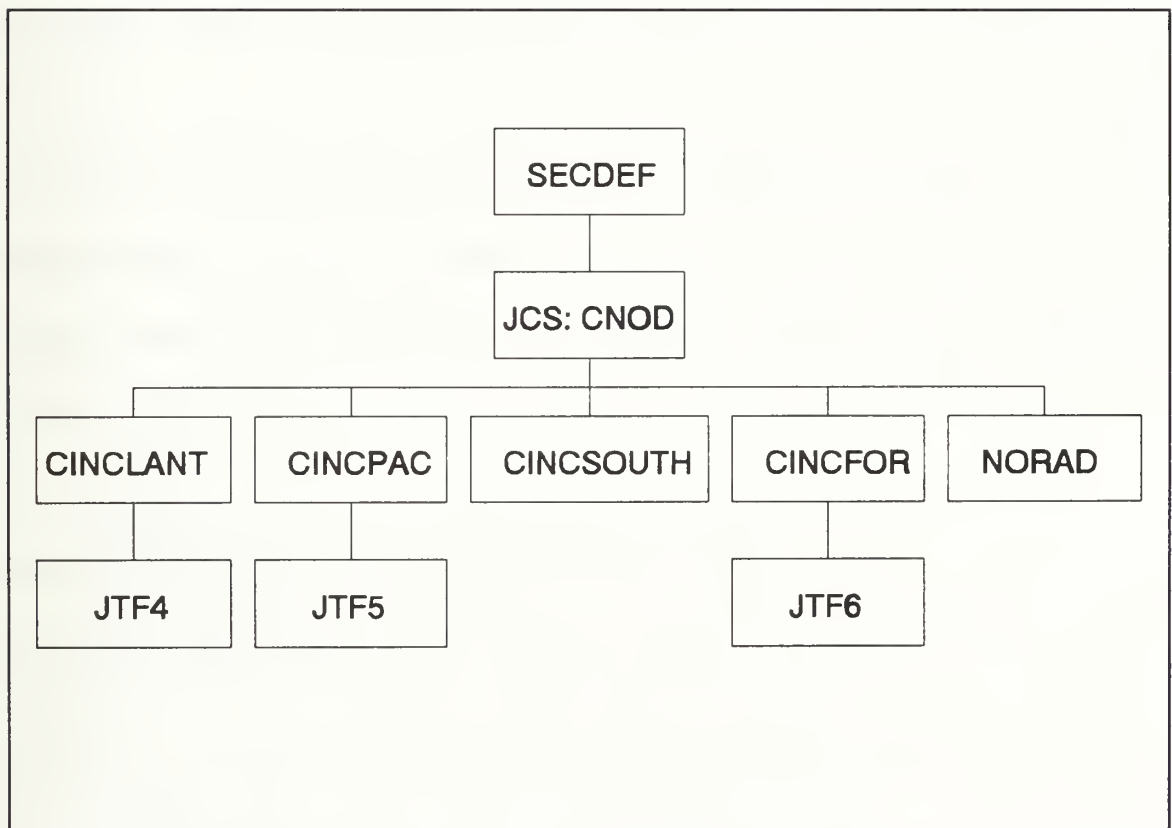 SECDEF
JCS: CNOD
CINCLANT
CINCPAC
CINCSOUTH
CINCFOR
NORAD
JTF4
JTF5
JTF6